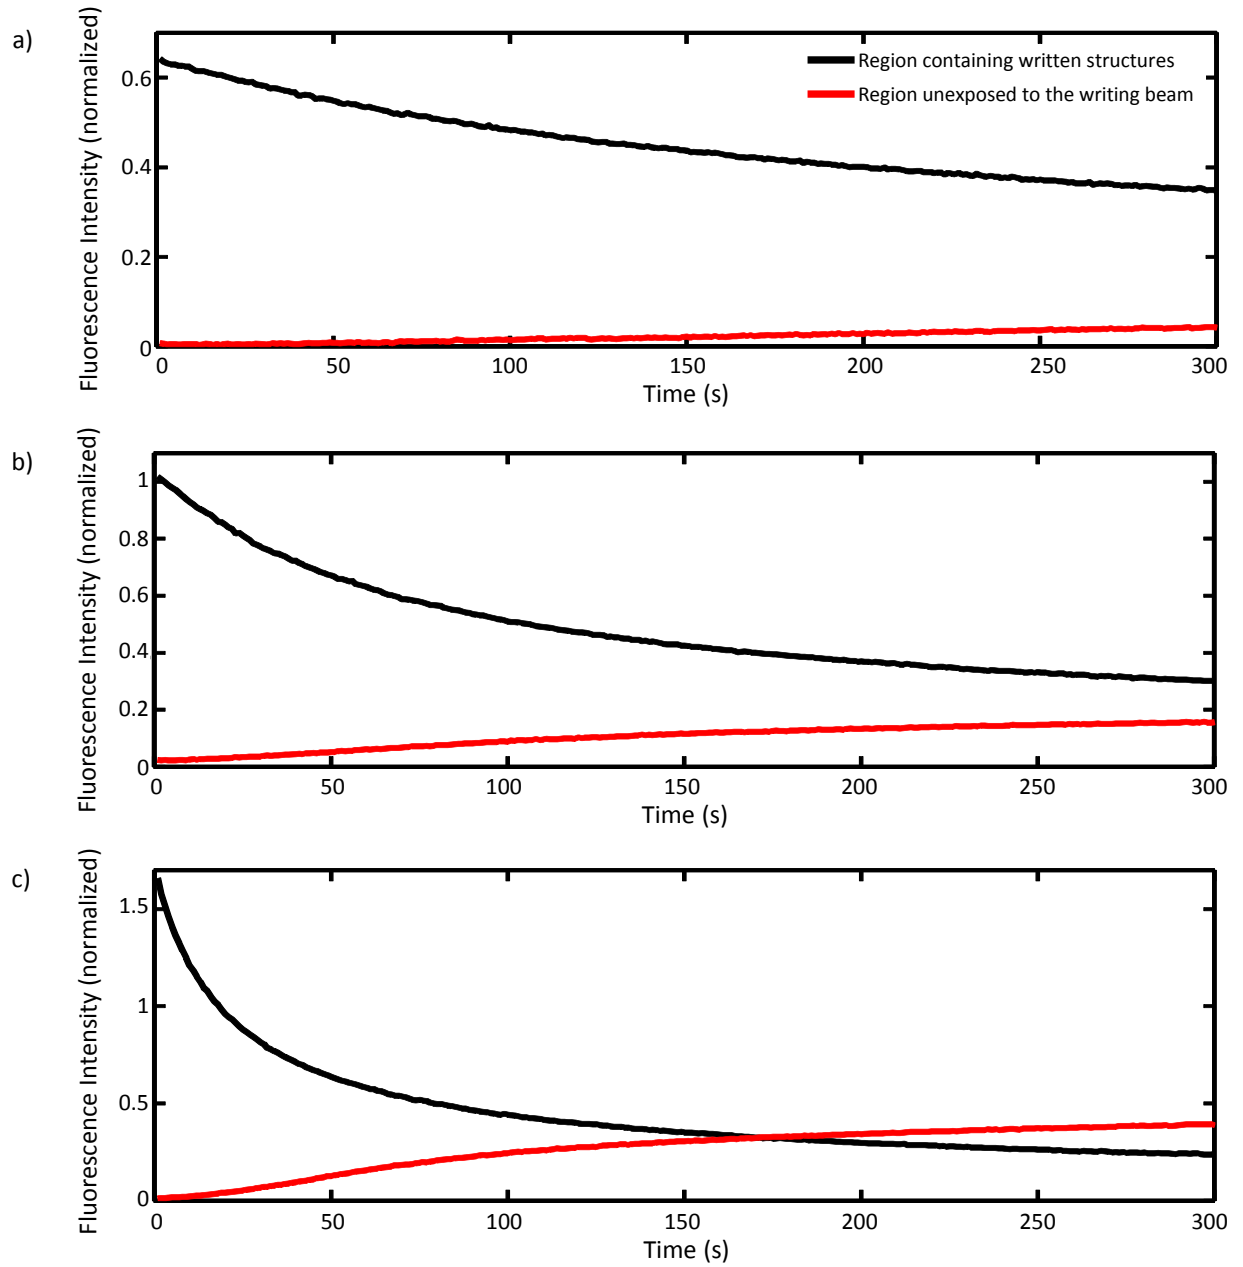 a)
Fluorescence Intensity (normalized)
0.6
0.4
0.2
0
Region containing written structures
Region unexposed to the writing beam
0 50 100 150 200 250 300
Time (s)
b)
Fluorescence Intensity (normalized)
1
0.8
0.6
0.4
0.2
0
0 50 100 150 200 250 300
Time (s)
c)
Fluorescence Intensity (normalized)
1.5
1
0.5
0
0 50 100 150 200 250 300
Time (s)